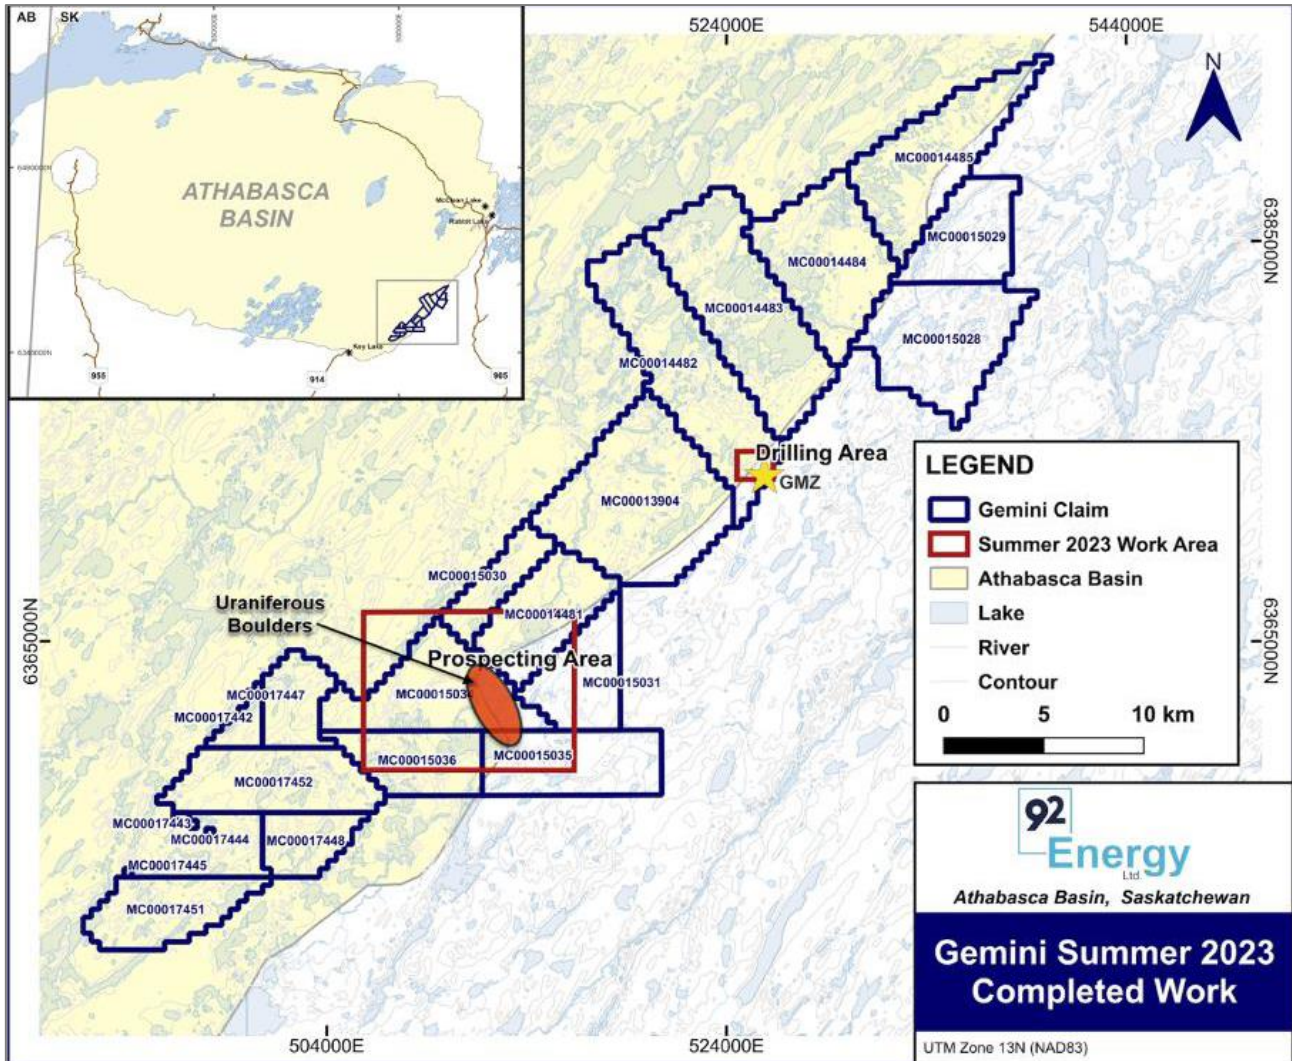 AB SK
6480000N
ATHABASCA
BASIN
McClean Lake
Rabbit Lake
Key Lake
955
914
905
524000E
544000E
N
MC00014485
MC00015029
6385000N
MC00014484
MC00014483
MC00015028
MC00014482
Drilling Area
GMZ
MC00013904
MC00015030
Uraniferous
Boulders
MC00014481
6365000N
6365000N
Prospecting Area
MC00015031
MC00017447
MC00017442
MC00015036
MC00015035
MC00017452
MC00017443
MC00017444
MC00017448
MC00017445
MC00017451
504000E
524000E
LEGEND
Gemini Claim
Summer 2023 Work Area
Athabasca Basin
Lake
River
Contour
0 5 10 km
92
Energy
Ltd.
Athabasca Basin, Saskatchewan
Gemini Summer 2023
Completed Work
UTM Zone 13N (NAD83)